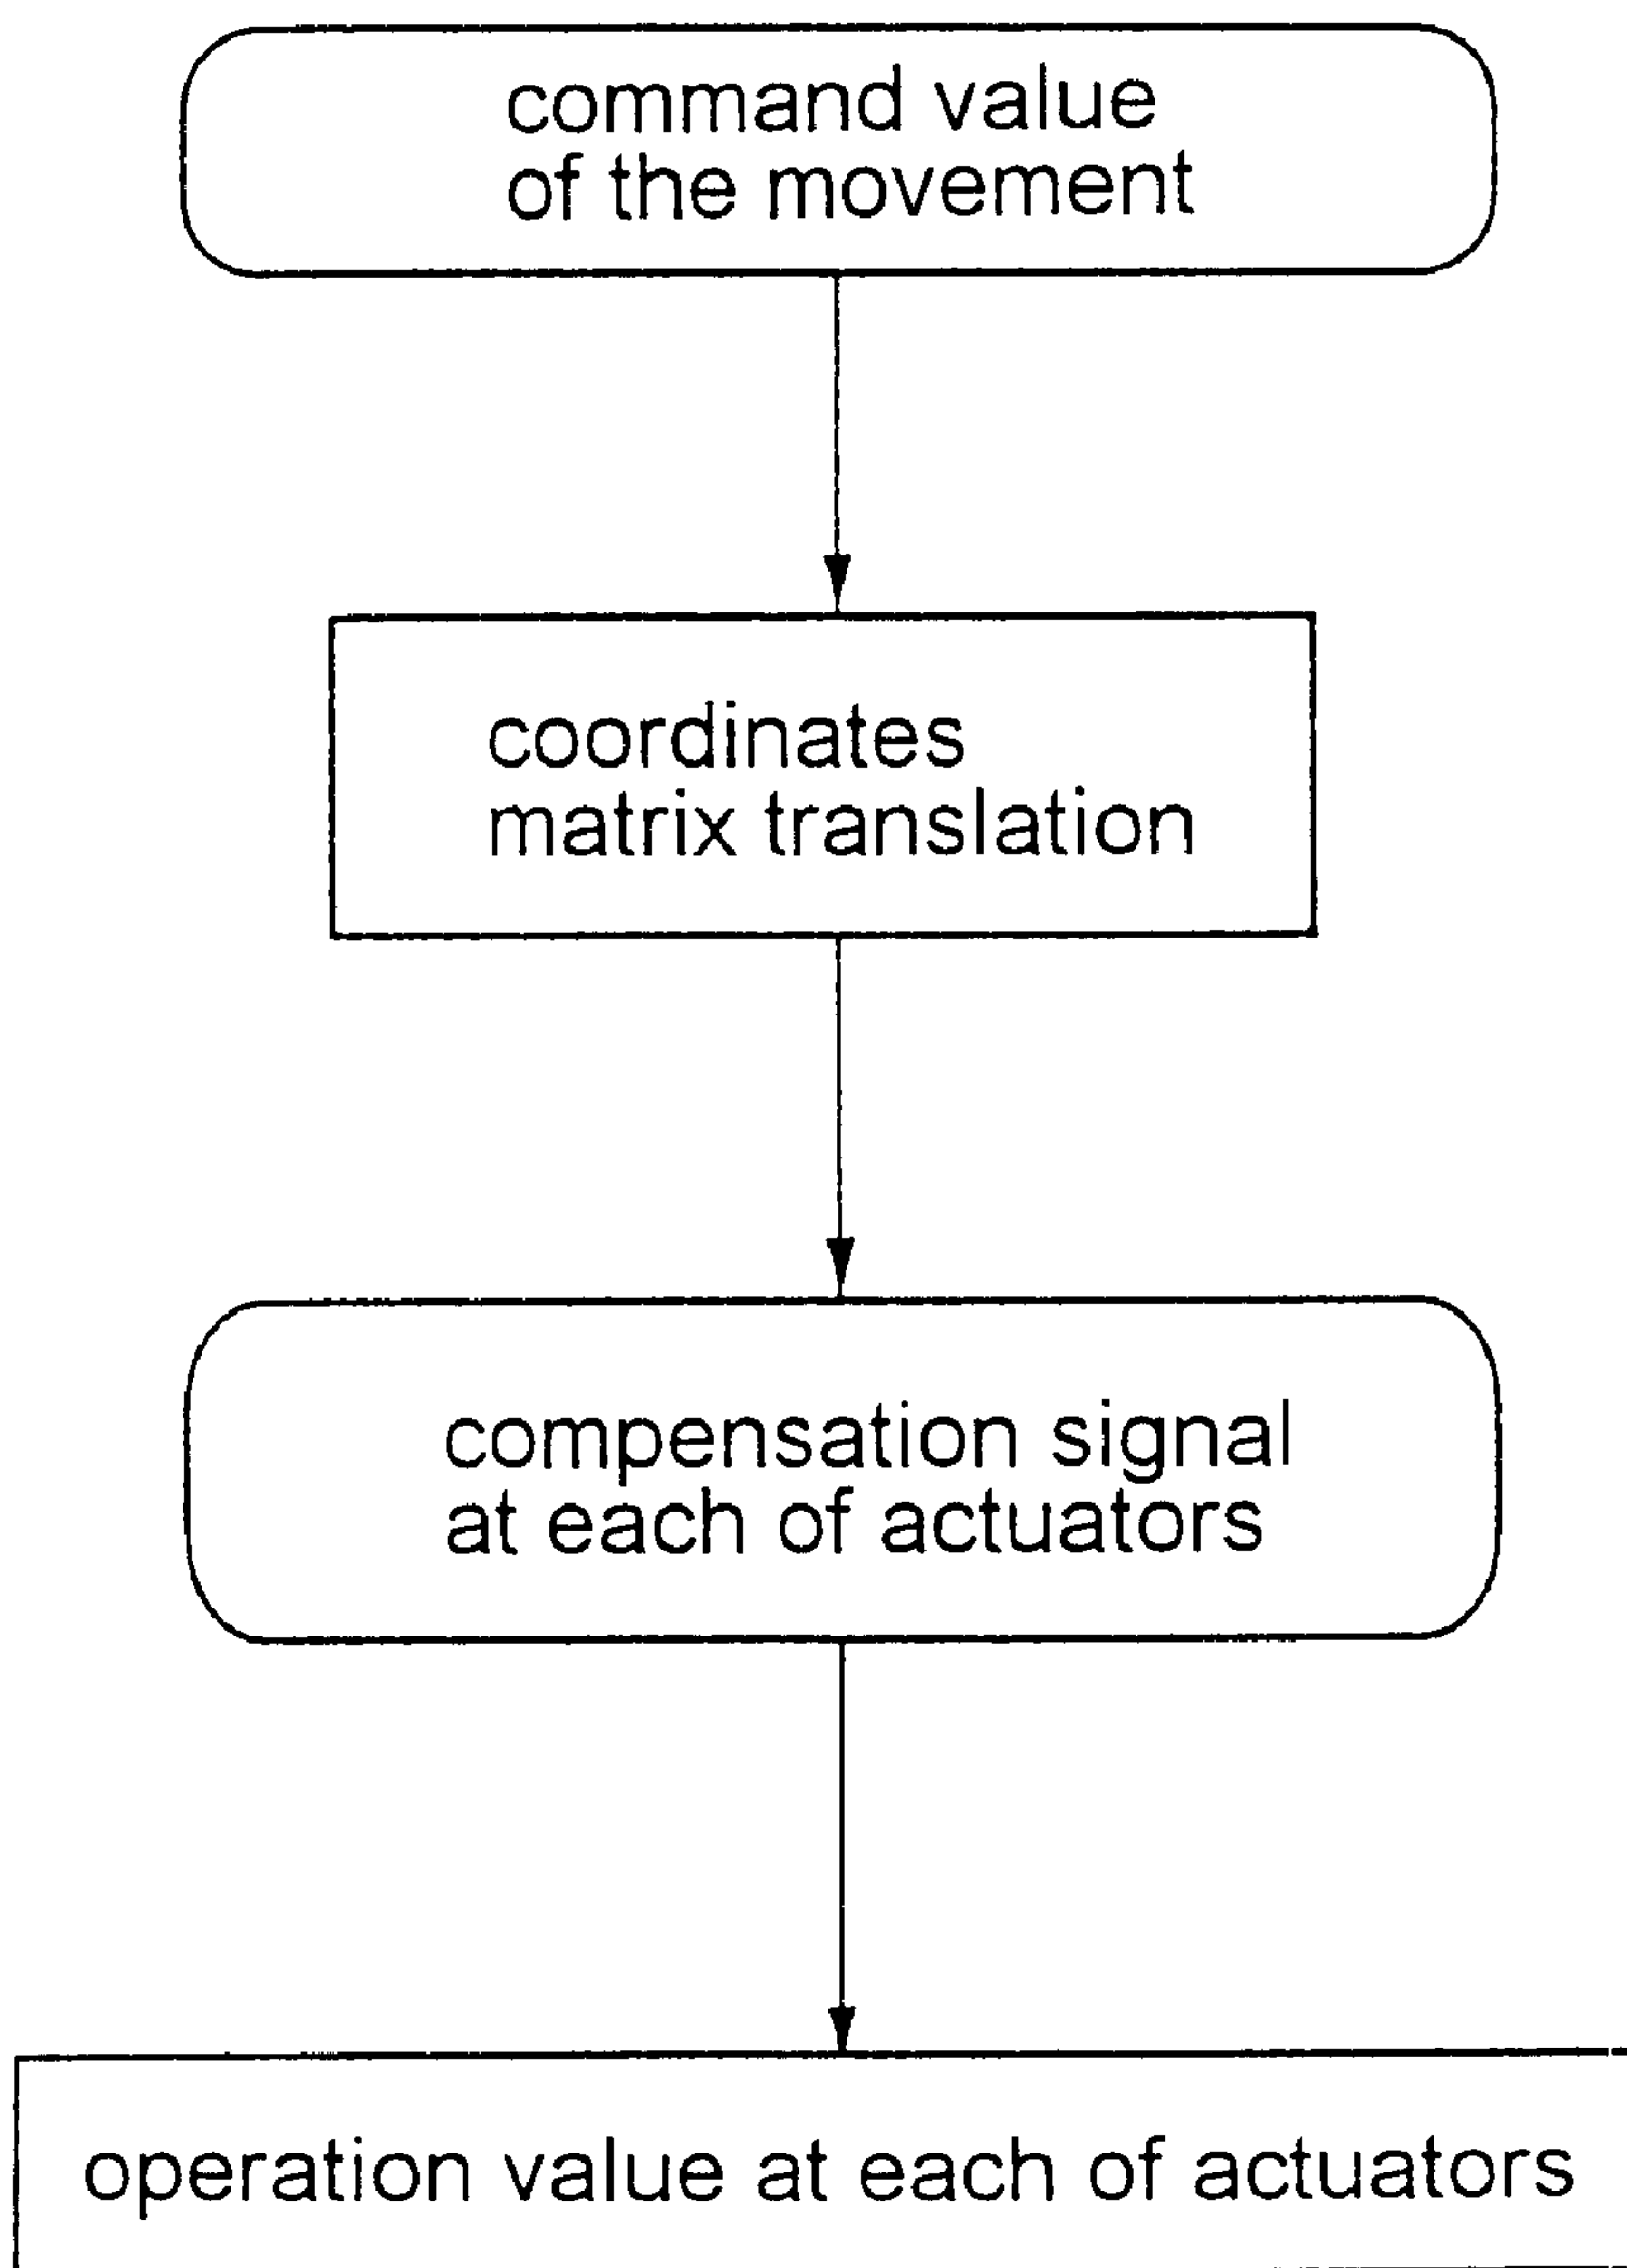 command value
of the movement
coordinates
matrix translation
compensation signal
at each of actuators
operation value at each of actuators